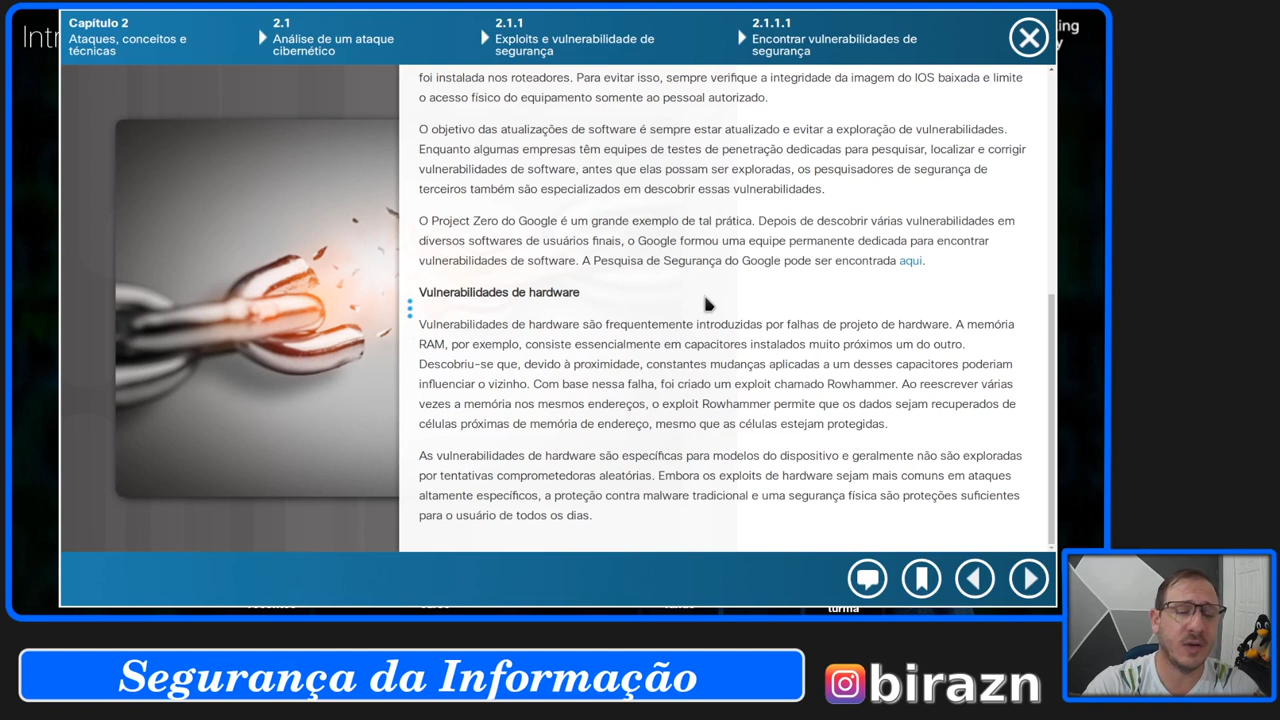 Intr
Capítulo 2
Ataques, conceitos e
técnicas
2.1
Análise de um ataque
cibernético
2.1.1
Exploits e vulnerabilidade de
segurança
2.1.1.1
Encontrar vulnerabilidades de
segurança
foi instalada nos roteadores. Para evitar isso, sempre verifique a integridade da imagem do IOS baixada e limite
o acesso físico do equipamento somente ao pessoal autorizado.
O objetivo das atualizações de software é sempre estar atualizado e evitar a exploração de vulnerabilidades.
Enquanto algumas empresas têm equipes de testes de penetração dedicadas para pesquisar, localizar e corrigir
vulnerabilidades de software, antes que elas possam ser exploradas, os pesquisadores de segurança de
terceiros também são especializados em descobrir essas vulnerabilidades.
O Project Zero do Google é um grande exemplo de tal prática. Depois de descobrir várias vulnerabilidades em
diversos softwares de usuários finais, o Google formou uma equipe permanente dedicada para encontrar
vulnerabilidades de software. A Pesquisa de Segurança do Google pode ser encontrada aqui.
Vulnerabilidades de hardware
Vulnerabilidades de hardware são frequentemente introduzidas por falhas de projeto de hardware. A memória
RAM, por exemplo, consiste essencialmente em capacitores instalados muito próximos um do outro.
Descobriu-se que, devido à proximidade, constantes mudanças aplicadas a um desses capacitores poderiam
influenciar o vizinho. Com base nessa falha, foi criado um exploit chamado Rowhammer. Ao reescrever várias
vezes a memória nos mesmos endereços, o exploit Rowhammer permite que os dados sejam recuperados de
células próximas de memória de endereço, mesmo que as células estejam protegidas.
As vulnerabilidades de hardware são específicas para modelos do dispositivo e geralmente não são exploradas
por tentativas comprometedoras aleatórias. Embora os exploits de hardware sejam mais comuns em ataques
altamente específicos, a proteção contra malware tradicional e uma segurança física são proteções suficientes
para o usuário de todos os dias.
turma
Segurança da Informação
birazn